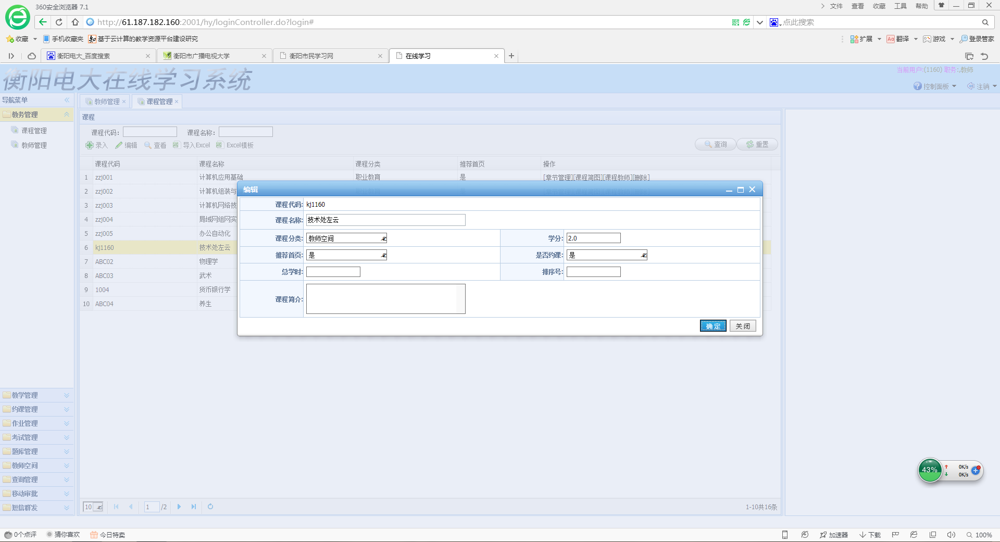 360安全浏览器 7.1
文件 查看 收藏 工具 帮助
http://61.187.182.160:2001/hy/loginController.do?login#
点此搜索
收藏 手机收藏夹 基于云计算的教学资源平台建设研究
扩展 翻译 游戏 登录管家
衡阳电大_百度搜索 衡阳市广播电视大学 衡阳市民学习网 在线学习
衡阳电大在线学习系统
当前用户:(1160) 职务:,教师
控制面板 注销
导航菜单
教师管理 课程管理
教务管理
课程管理
教师管理
课程
课程代码: 课程名称:
录入 编辑 查看 导入Excel Excel模板
查询 重置
课程代码 课程名称 课程分类 推荐首页 操作
1 zzj001 计算机应用基础 职业教育 是 [章节管理][课程简图][课程教师][删除]
2 zzj002 计算机组装与
3 zzj003 计算机网络技
4 zzj004 局域网组网实
5 zzj005 办公自动化
6 kj1160 技术处左云
7 ABC02 物理学
8 ABC03 武术
9 1004 货币银行学
10 ABC04 养生
编辑
课程代码: kj1160
课程名称: 技术处左云
课程分类: 教师空间 学分: 2.0
推荐首页: 是 是否约课: 是
总学时: 排序号:
课程简介:
确定 关闭
教学管理
约课管理
作业管理
考试管理
题库管理
教师空间
查询管理
移动审批
短信群发
43% 0K/s
0K/s
10 1 /2
1-10共16条
0个点评 猜你喜欢 今日特卖
加速器 下载 100%